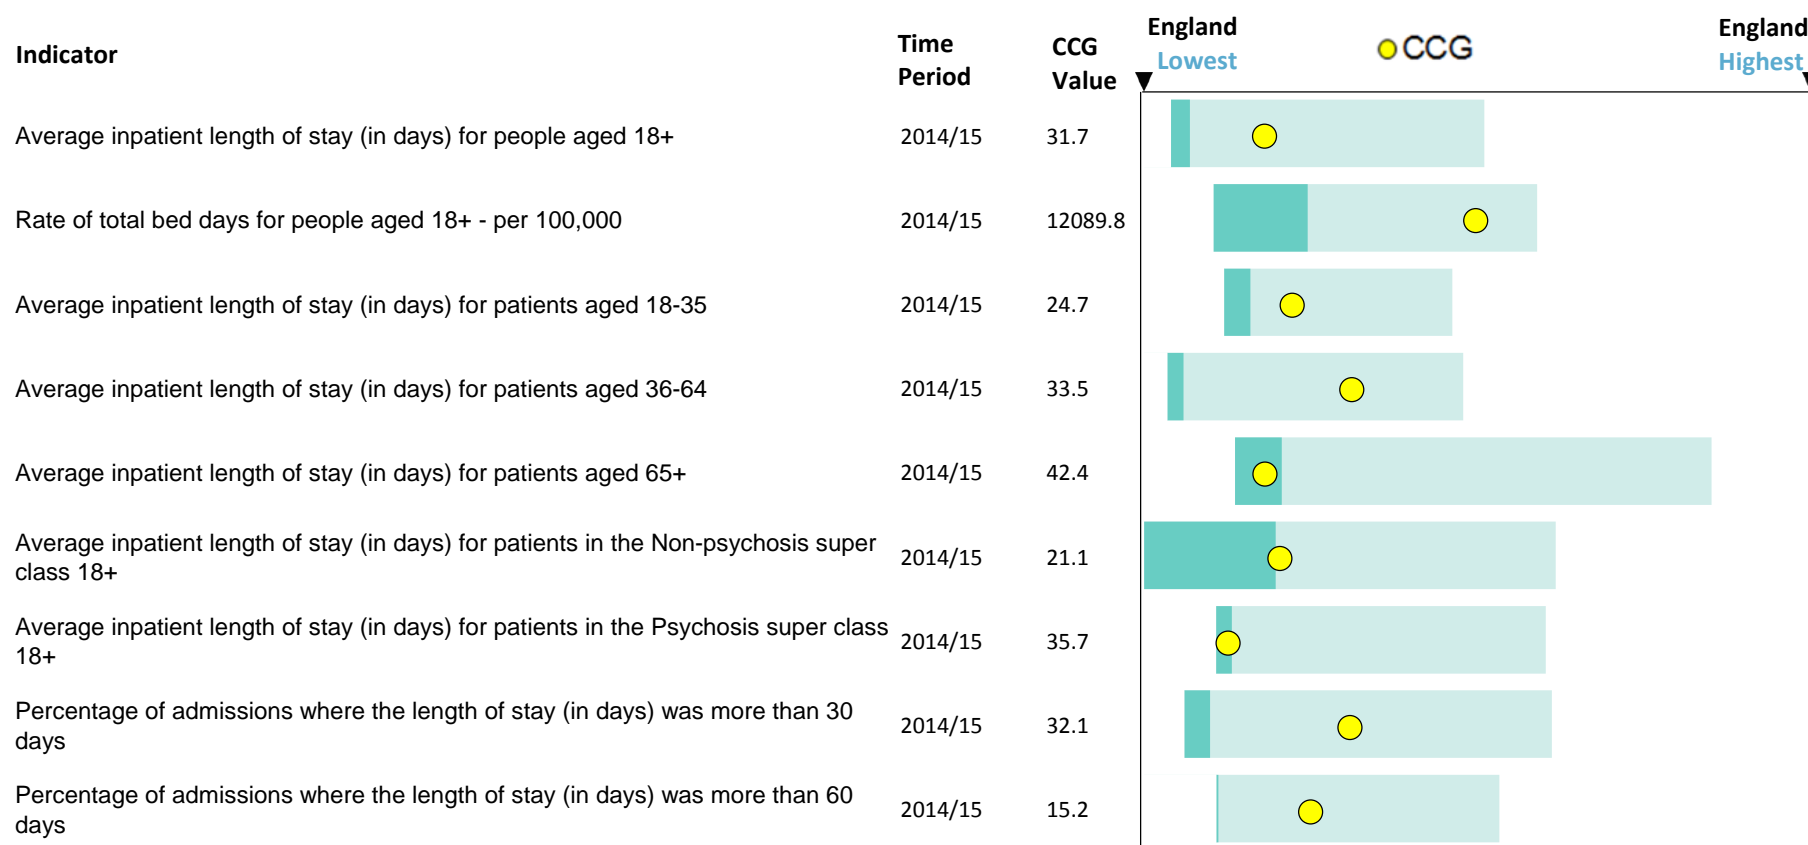 Indicator
Time
Period
CCG
Value
England
Lowest
CCG
England
Highest
Average inpatient length of stay (in days) for people aged 18+ 2014/15 31.7
Rate of total bed days for people aged 18+ - per 100,000 2014/15 12089.8
Average inpatient length of stay (in days) for patients aged 18-35 2014/15 24.7
Average inpatient length of stay (in days) for patients aged 36-64 2014/15 33.5
Average inpatient length of stay (in days) for patients aged 65+ 2014/15 42.4
Average inpatient length of stay (in days) for patients in the Non-psychosis super
class 18+
2014/15 21.1
Average inpatient length of stay (in days) for patients in the Psychosis super class
18+
2014/15 35.7
Percentage of admissions where the length of stay (in days) was more than 30
days
2014/15 32.1
Percentage of admissions where the length of stay (in days) was more than 60
days
2014/15 15.2